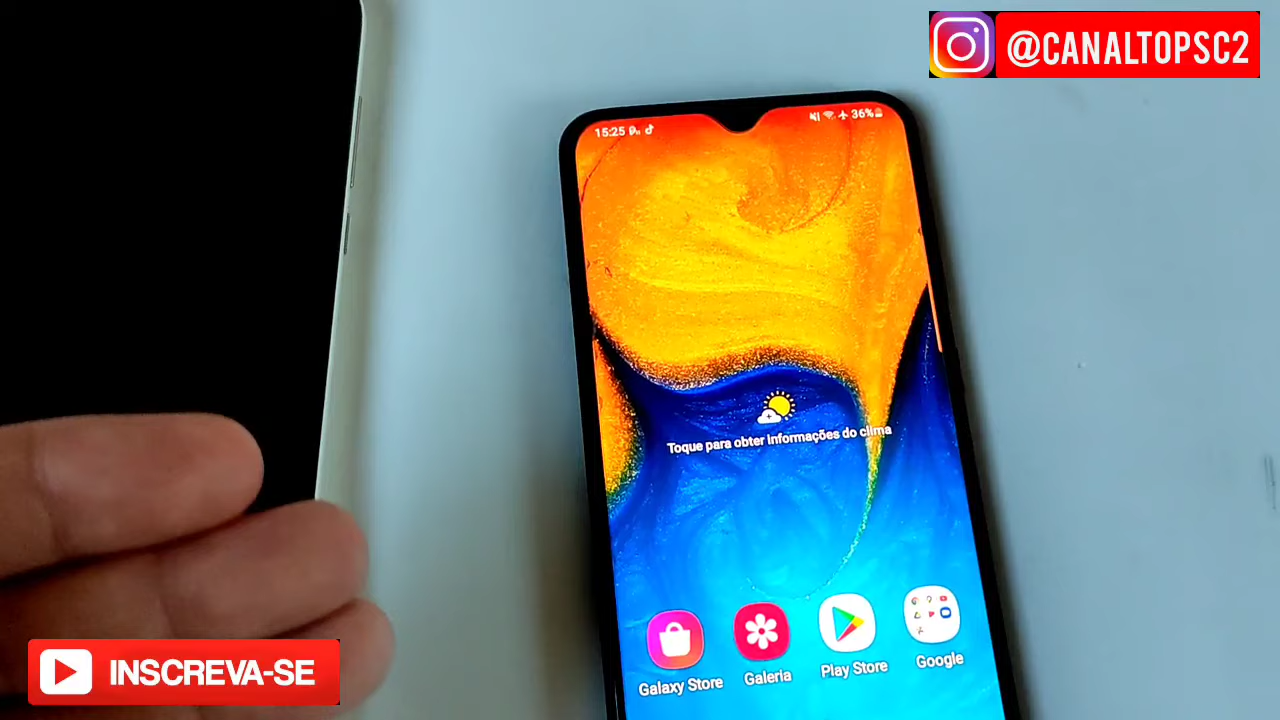 @CANALTOPSC2
15:25
36%
Toque para obter informações do clima
Galaxy Store
Galeria
Play Store
Google
INSCREVA-SE